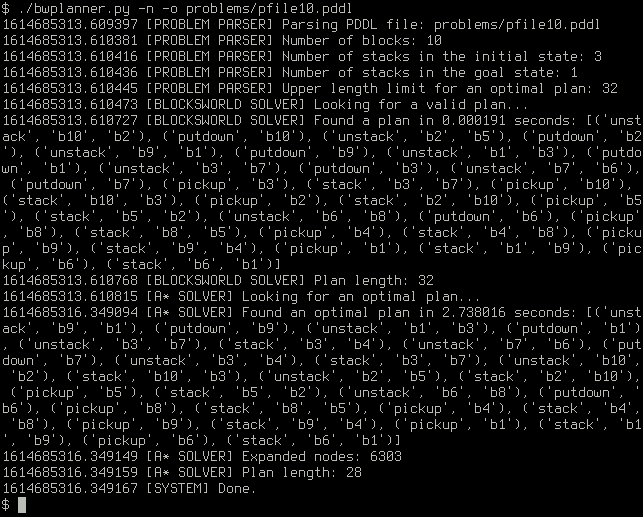 $ ./bwplanner.py -n -o problems/pfile10.pddl
1614685313.609397 [PROBLEM PARSER] Parsing PDDL file: problems/pfile10.pddl
1614685313.610381 [PROBLEM PARSER] Number of blocks: 10
1614685313.610416 [PROBLEM PARSER] Number of stacks in the initial state: 3
1614685313.610436 [PROBLEM PARSER] Number of stacks in the goal state: 1
1614685313.610445 [PROBLEM PARSER] Upper length limit for an optimal plan: 32
1614685313.610473 [BLOCKSWORLD SOLVER] Looking for a valid plan...
1614685313.610727 [BLOCKSWORLD SOLVER] Found a plan in 0.000191 seconds: [('unst
ack', 'b10', 'b2'), ('putdown', 'b10'), ('unstack', 'b2', 'b5'), ('putdown', 'b2
'), ('unstack', 'b9', 'b1'), ('putdown', 'b9'), ('unstack', 'b1', 'b3'), ('putdo
wn', 'b1'), ('unstack', 'b3', 'b7'), ('putdown', 'b3'), ('unstack', 'b7', 'b6'),
 ('putdown', 'b7'), ('pickup', 'b3'), ('stack', 'b3', 'b7'), ('pickup', 'b10'),
('stack', 'b10', 'b3'), ('pickup', 'b2'), ('stack', 'b2', 'b10'), ('pickup', 'b5
'), ('stack', 'b5', 'b2'), ('unstack', 'b6', 'b8'), ('putdown', 'b6'), ('pickup'
, 'b8'), ('stack', 'b8', 'b5'), ('pickup', 'b4'), ('stack', 'b4', 'b8'), ('picku
p', 'b9'), ('stack', 'b9', 'b4'), ('pickup', 'b1'), ('stack', 'b1', 'b9'), ('pic
kup', 'b6'), ('stack', 'b6', 'b1')]
1614685313.610768 [BLOCKSWORLD SOLVER] Plan length: 32
1614685313.610815 [A* SOLVER] Looking for an optimal plan...
1614685316.349094 [A* SOLVER] Found an optimal plan in 2.738016 seconds: [('unst
ack', 'b9', 'b1'), ('putdown', 'b9'), ('unstack', 'b1', 'b3'), ('putdown', 'b1')
, ('unstack', 'b3', 'b7'), ('stack', 'b3', 'b4'), ('unstack', 'b7', 'b6'), ('put
down', 'b7'), ('unstack', 'b3', 'b4'), ('stack', 'b3', 'b7'), ('unstack', 'b10',
 'b2'), ('stack', 'b10', 'b3'), ('unstack', 'b2', 'b5'), ('stack', 'b2', 'b10'),
 ('pickup', 'b5'), ('stack', 'b5', 'b2'), ('unstack', 'b6', 'b8'), ('putdown', '
b6'), ('pickup', 'b8'), ('stack', 'b8', 'b5'), ('pickup', 'b4'), ('stack', 'b4',
 'b8'), ('pickup', 'b9'), ('stack', 'b9', 'b4'), ('pickup', 'b1'), ('stack', 'b1
', 'b9'), ('pickup', 'b6'), ('stack', 'b6', 'b1')]
1614685316.349149 [A* SOLVER] Expanded nodes: 6303
1614685316.349159 [A* SOLVER] Plan length: 28
1614685316.349167 [SYSTEM] Done.
$